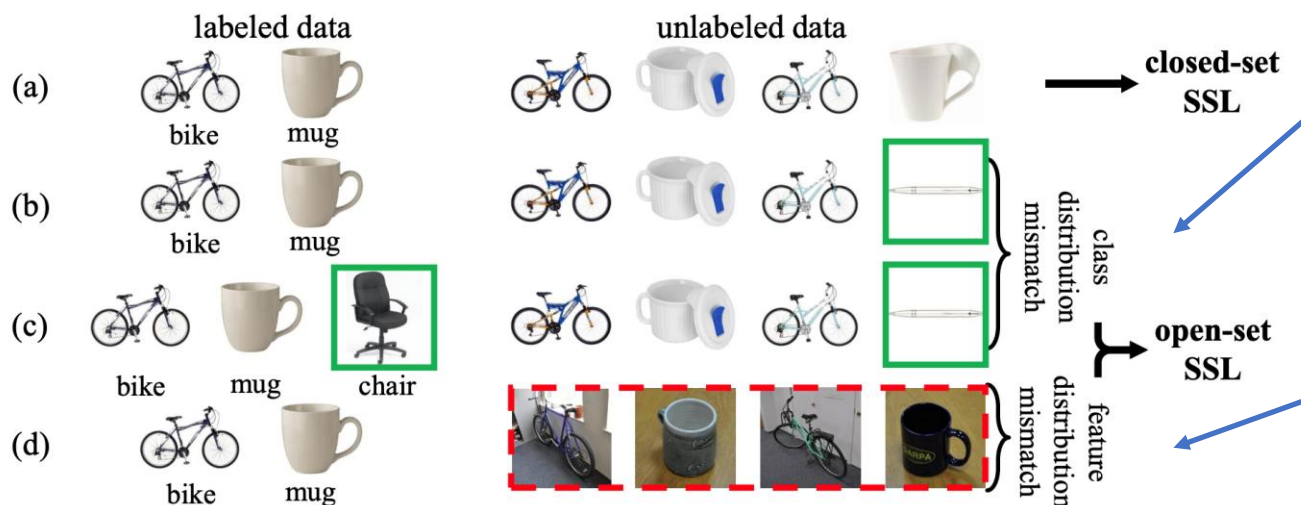 labeled data
unlabeled data
(a)
bike
mug
closed-set
SSL
(b)
bike
mug
class
distribution
mismatch
(c)
bike
mug
chair
open-set
SSL
(d)
bike
mug
feature
distribution
mismatch